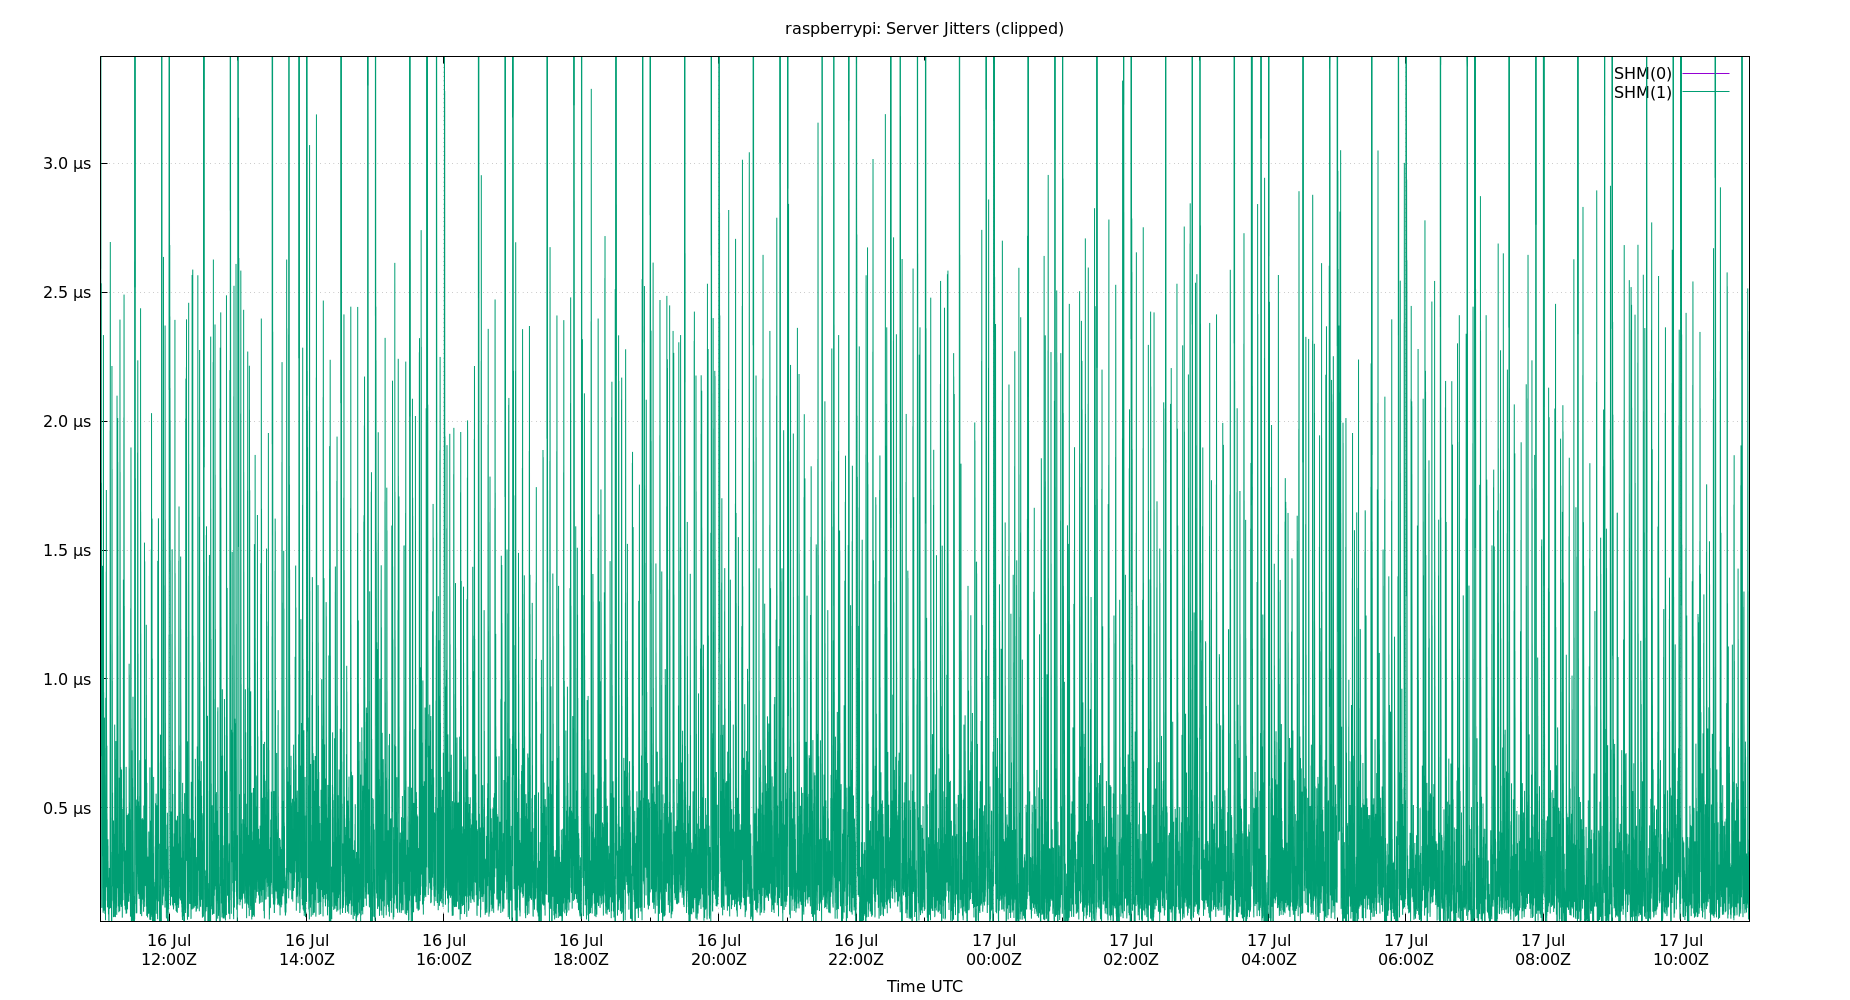 raspberrypi: Server Jitters (clipped)
SHM(0)
SHM(1)
3.0 µs
2.5 µs
2.0 µs
1.5 µs
1.0 µs
0.5 µs
16 Jul 16 Jul 16 Jul 16 Jul 16 Jul 16 Jul 17 Jul 17 Jul 17 Jul 17 Jul 17 Jul 17 Jul
12:00Z 14:00Z 16:00Z 18:00Z 20:00Z 22:00Z 00:00Z 02:00Z 04:00Z 06:00Z 08:00Z 10:00Z
Time UTC